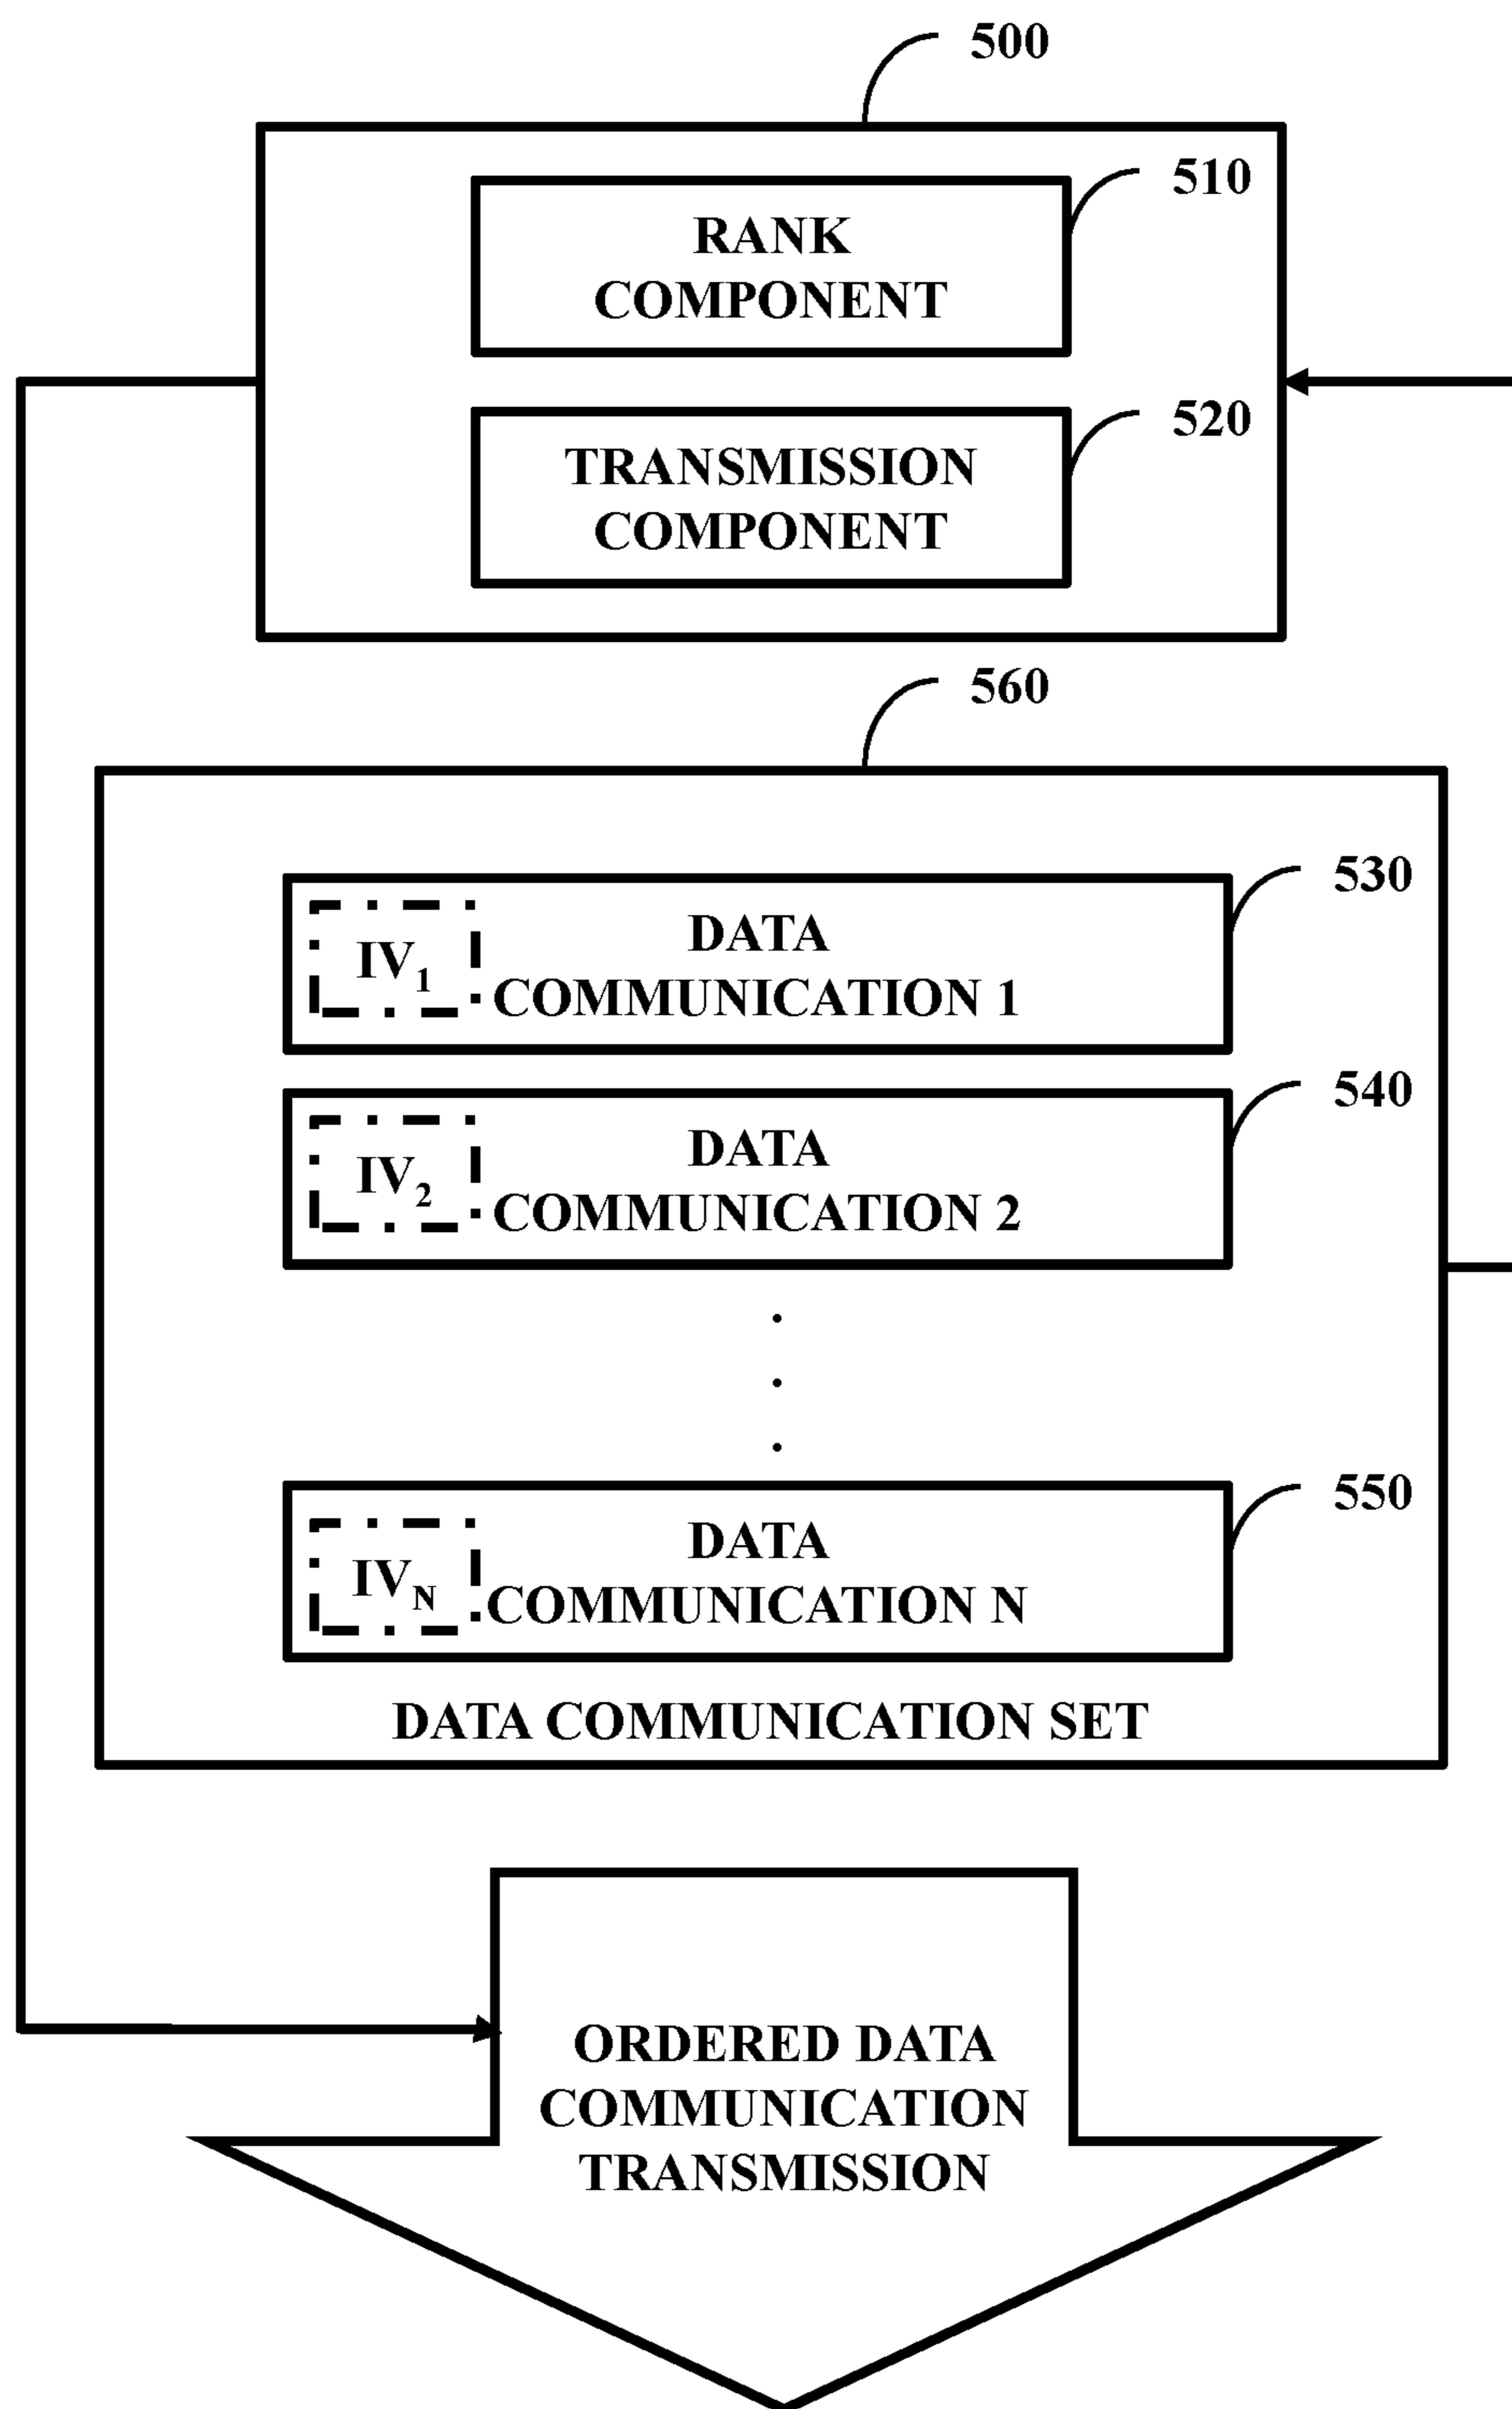 500
510
RANK
COMPONENT
520
TRANSMISSION
COMPONENT
560
530
IV₁
DATA
COMMUNICATION 1
540
IV₂
DATA
COMMUNICATION 2
.
.
.
550
IV_N
DATA
COMMUNICATION N
DATA COMMUNICATION SET
ORDERED DATA
COMMUNICATION
TRANSMISSION